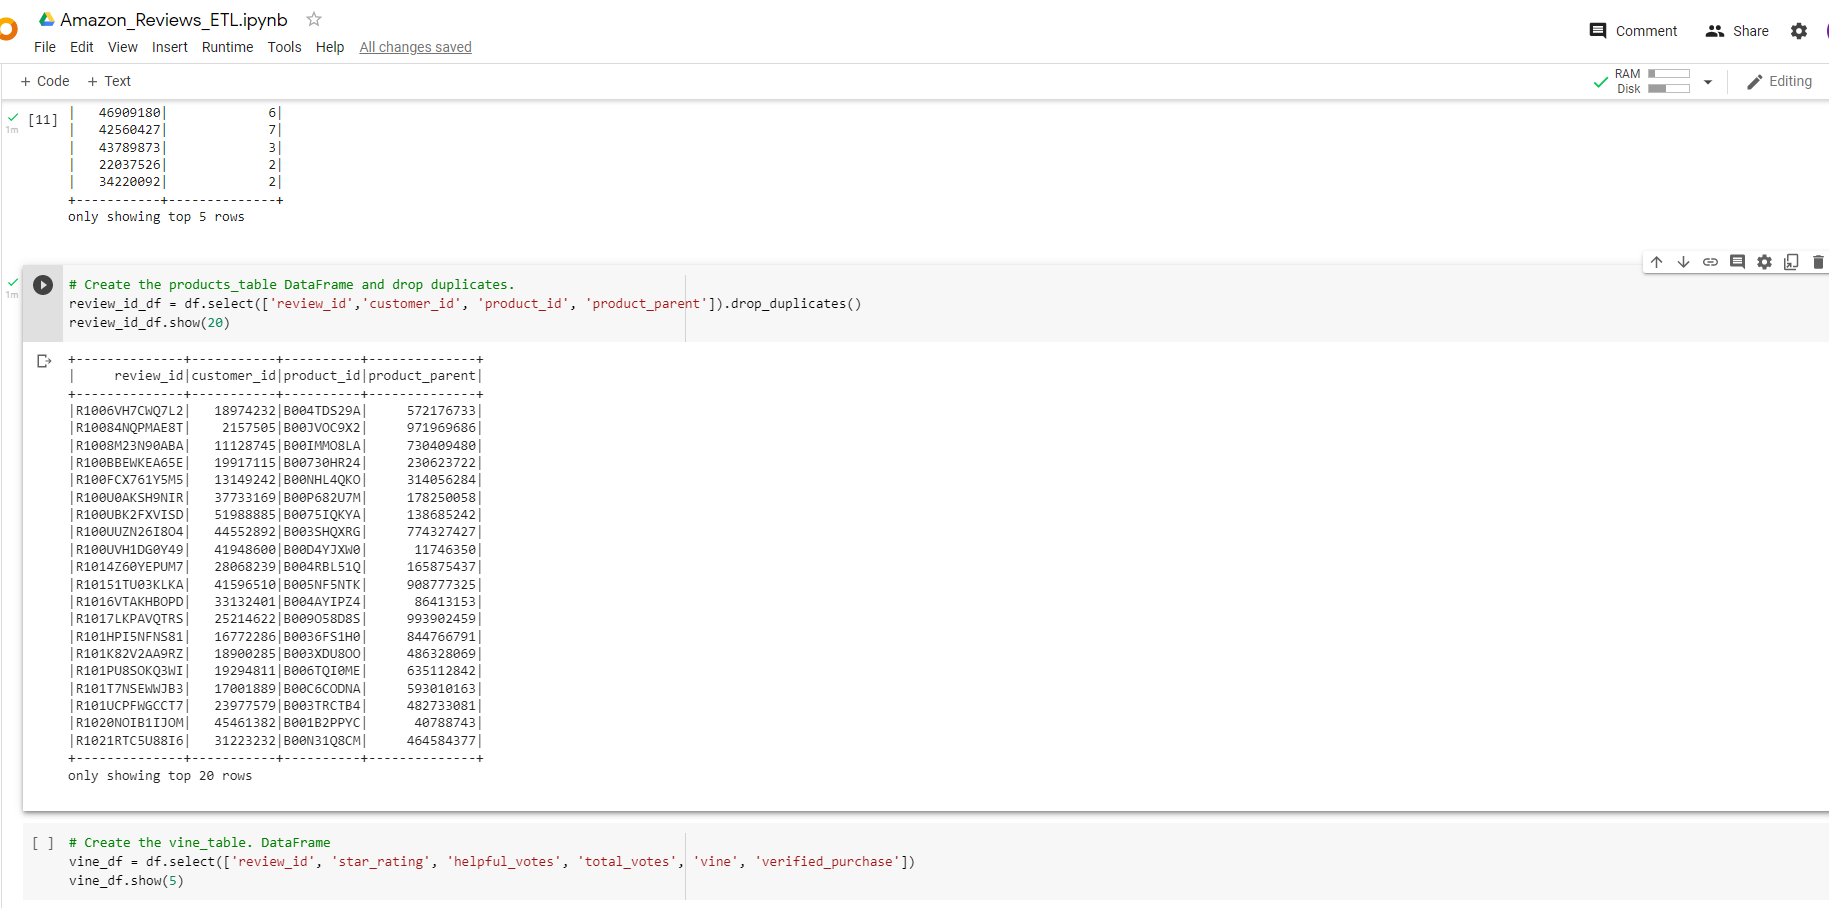 Amazon_Reviews_ETL.ipynb
File Edit View Insert Runtime Tools Help All changes saved
Comment Share
+ Code + Text
RAM
Disk
Editing
1m
[11]
| 46909180| 6|
| 42560427| 7|
| 43789873| 3|
| 22037526| 2|
| 34220092| 2|
+-----------+--------------+
only showing top 5 rows
1m
# Create the products_table DataFrame and drop duplicates.
review_id_df = df.select(['review_id','customer_id', 'product_id', 'product_parent']).drop_duplicates()
review_id_df.show(20)
+--------------+-----------+----------+--------------+
| review_id|customer_id|product_id|product_parent|
+--------------+-----------+----------+--------------+
|R1006VH7CWQ7L2| 18974232|B004TDS29A| 572176733|
|R10084NQPMAE8T| 2157505|B00JVOC9X2| 971969686|
|R1008M23N90ABA| 11128745|B00IMMO8LA| 730409480|
|R100BBEWKEA65E| 19917115|B00730HR24| 230623722|
|R100FCX761Y5M5| 13149242|B00NHL4QKO| 314056284|
|R100U0AKSH9NIR| 37733169|B00P682U7M| 178250058|
|R100UBK2FXVISD| 51988885|B0075IQKYA| 138685242|
|R100UUZN26I8O4| 44552892|B003SHQXRG| 774327427|
|R100UVH1DG0Y49| 41948600|B00D4YJXW0| 11746350|
|R1014Z60YEPUM7| 28068239|B004RBL51Q| 165875437|
|R10151TU03KLKA| 41596510|B005NF5NTK| 908777325|
|R1016VTAKHBOPD| 33132401|B004AYIPZ4| 86413153|
|R1017LKPAVQTRS| 25214622|B009O58D8S| 993902459|
|R101HPI5NFNS81| 16772286|B0036FS1H0| 844766791|
|R101K82V2AA9RZ| 18900285|B003XDU8OO| 486328069|
|R101PU8SOKQ3WI| 19294811|B006TQI0ME| 635112842|
|R101T7NSEWWJB3| 17001889|B00C6CODNA| 593010163|
|R101UCPFWGCCT7| 23977579|B003TRCTB4| 482733081|
|R1020NOIB1IJOM| 45461382|B001B2PPYC| 40788743|
|R1021RTC5U88I6| 31223232|B00N31Q8CM| 464584377|
+--------------+-----------+----------+--------------+
only showing top 20 rows
[ ]
# Create the vine_table. DataFrame
vine_df = df.select(['review_id', 'star_rating', 'helpful_votes', 'total_votes', 'vine', 'verified_purchase'])
vine_df.show(5)